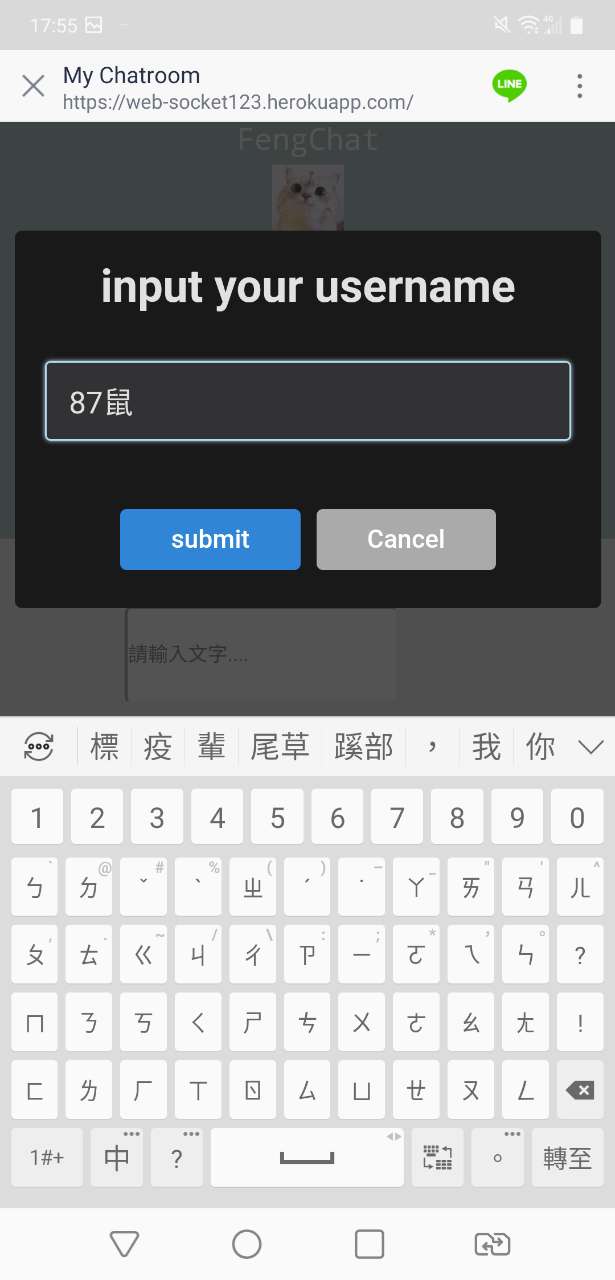 17:55
4G
My Chatroom
https://web-socket123.herokuapp.com/
LINE
FengChat
input your username
87鼠
submit
Cancel
請輸入文字....
標 疫 輩 尾草 蹊部 , 我 你
1 2 3 4 5 6 7 8 9 0
ㄅ ㄉ ˇ ˋ ㄓ ˊ ˙ ㄚ ㄞ ㄢ ㄦ
ㄆ ㄊ ㄍ ㄐ ㄔ ㄗ ㄧ ㄛ ㄟ ㄣ ?
ㄇ ㄋ ㄎ ㄑ ㄕ ㄘ ㄨ ㄜ ㄠ ㄤ !
ㄈ ㄌ ㄏ ㄒ ㄖ ㄙ ㄩ ㄝ ㄡ ㄥ
1#+ 中 ? 。 轉至